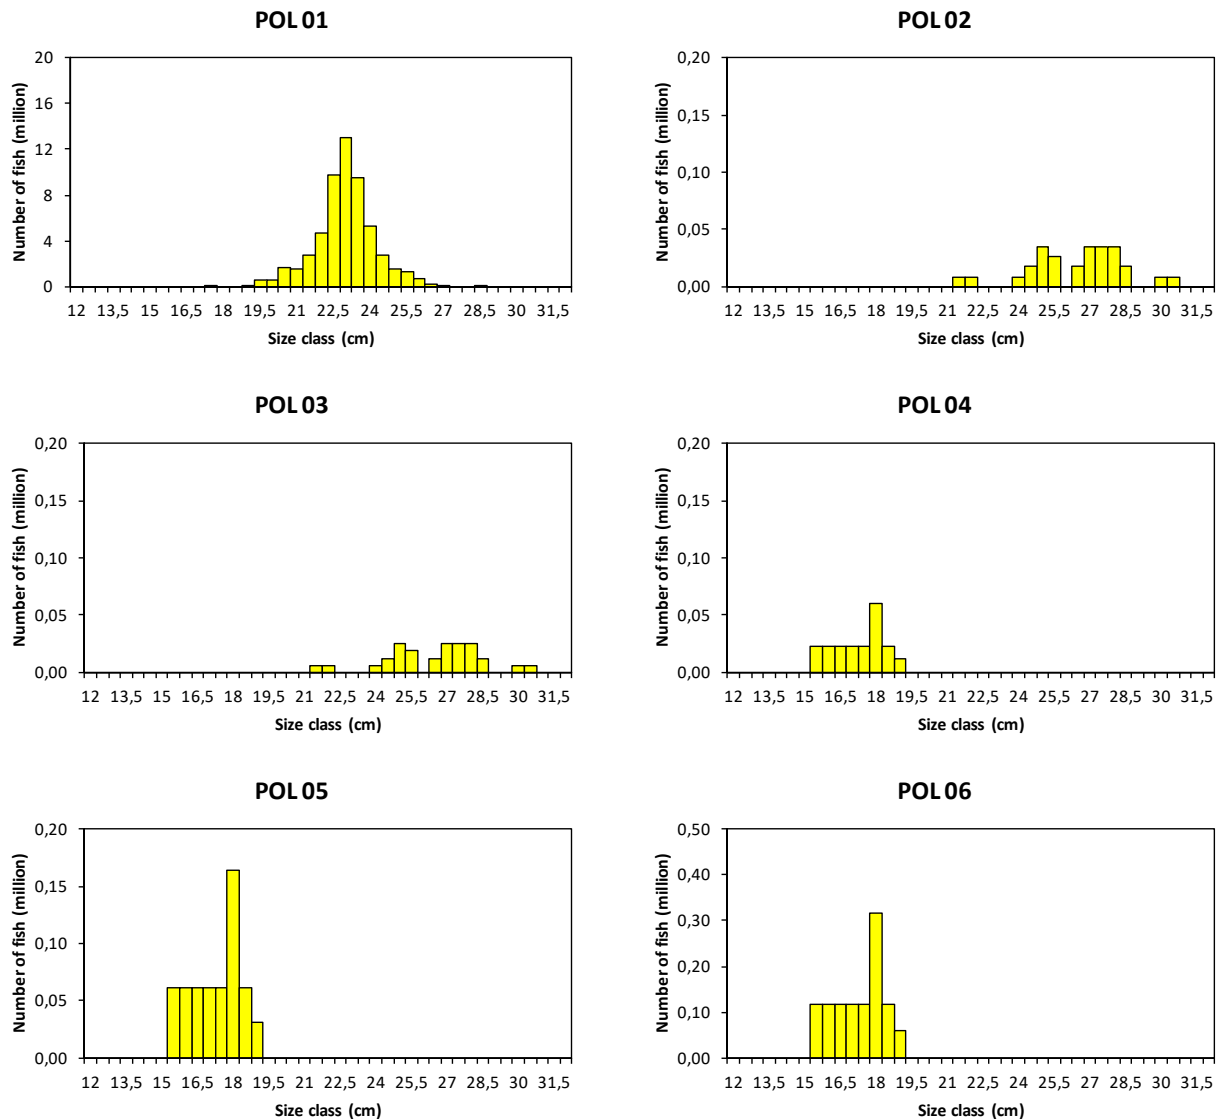 POL 01
20
16
12
8
4
0
Number of fish (million)
12 13,5 15 16,5 18 19,5 21 22,5 24 25,5 27 28,5 30 31,5
Size class (cm)
POL 02
0,20
0,15
0,10
0,05
0,00
Number of fish (million)
12 13,5 15 16,5 18 19,5 21 22,5 24 25,5 27 28,5 30 31,5
Size class (cm)
POL 03
0,20
0,15
0,10
0,05
0,00
Number of fish (million)
12 13,5 15 16,5 18 19,5 21 22,5 24 25,5 27 28,5 30 31,5
Size class (cm)
POL 04
0,20
0,15
0,10
0,05
0,00
Number of fish (million)
12 13,5 15 16,5 18 19,5 21 22,5 24 25,5 27 28,5 30 31,5
Size class (cm)
POL 05
0,20
0,15
0,10
0,05
0,00
Number of fish (million)
12 13,5 15 16,5 18 19,5 21 22,5 24 25,5 27 28,5 30 31,5
Size class (cm)
POL 06
0,50
0,40
0,30
0,20
0,10
0,00
Number of fish (million)
12 13,5 15 16,5 18 19,5 21 22,5 24 25,5 27 28,5 30 31,5
Size class (cm)